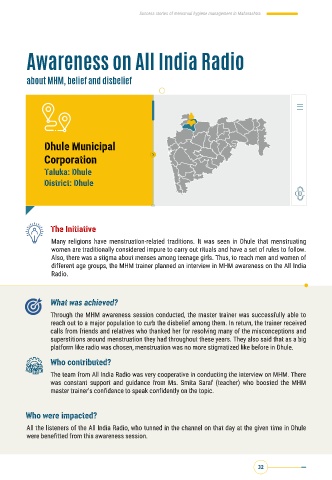 Success stories of menstrual hygiene management in Maharashtra
Awareness on All India Radio
about MHM, belief and disbelief
Dhule Municipal
Corporation
Taluka: Dhule
District: Dhule
The Initiative
Many religions have menstruation-related traditions. It was seen in Dhule that menstruating
women are traditionally considered impure to carry out rituals and have a set of rules to follow.
Also, there was a stigma about menses among teenage girls. Thus, to reach men and women of
different age groups, the MHM trainer planned an interview in MHM awareness on the All India
Radio.
What was achieved?
Through the MHM awareness session conducted, the master trainer was successfully able to
reach out to a major population to curb the disbelief among them. In return, the trainer received
calls from friends and relatives who thanked her for resolving many of the misconceptions and
superstitions around menstruation they had throughout these years. They also said that as a big
platform like radio was chosen, menstruation was no more stigmatized like before in Dhule.
Who contributed?
The team from All India Radio was very cooperative in conducting the interview on MHM. There
was constant support and guidance from Ms. Smita Saraf (teacher) who boosted the MHM
master trainer's confidence to speak confidently on the topic.
Who were impacted?
All the listeners of the All India Radio, who tunned in the channel on that day at the given time in Dhule
were benefitted from this awareness session.
32